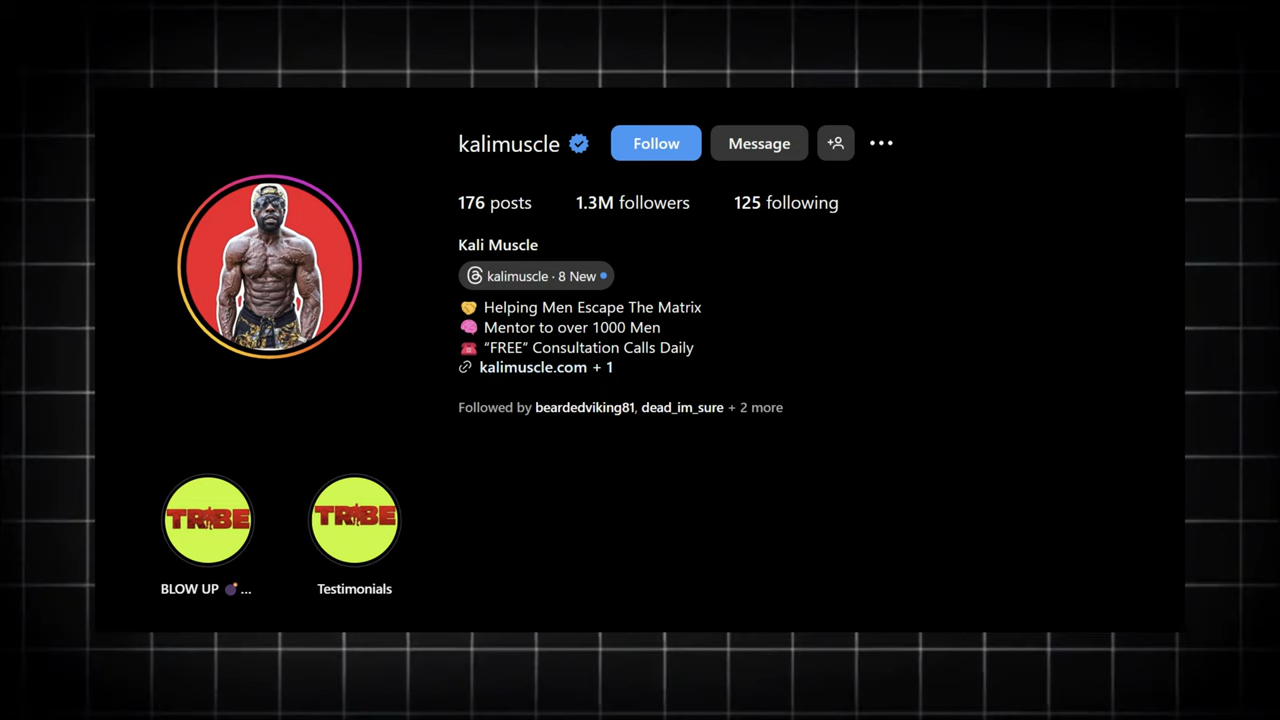 kalimuscle Follow Message
176 posts 1.3M followers 125 following
Kali Muscle
kalimuscle · 8 New
🤝 Helping Men Escape The Matrix
🧠 Mentor to over 1000 Men
☎️ “FREE” Consultation Calls Daily
kalimuscle.com + 1
Followed by beardedviking81, dead_im_sure + 2 more
TRIBE TRIBE
BLOW UP 💣... Testimonials